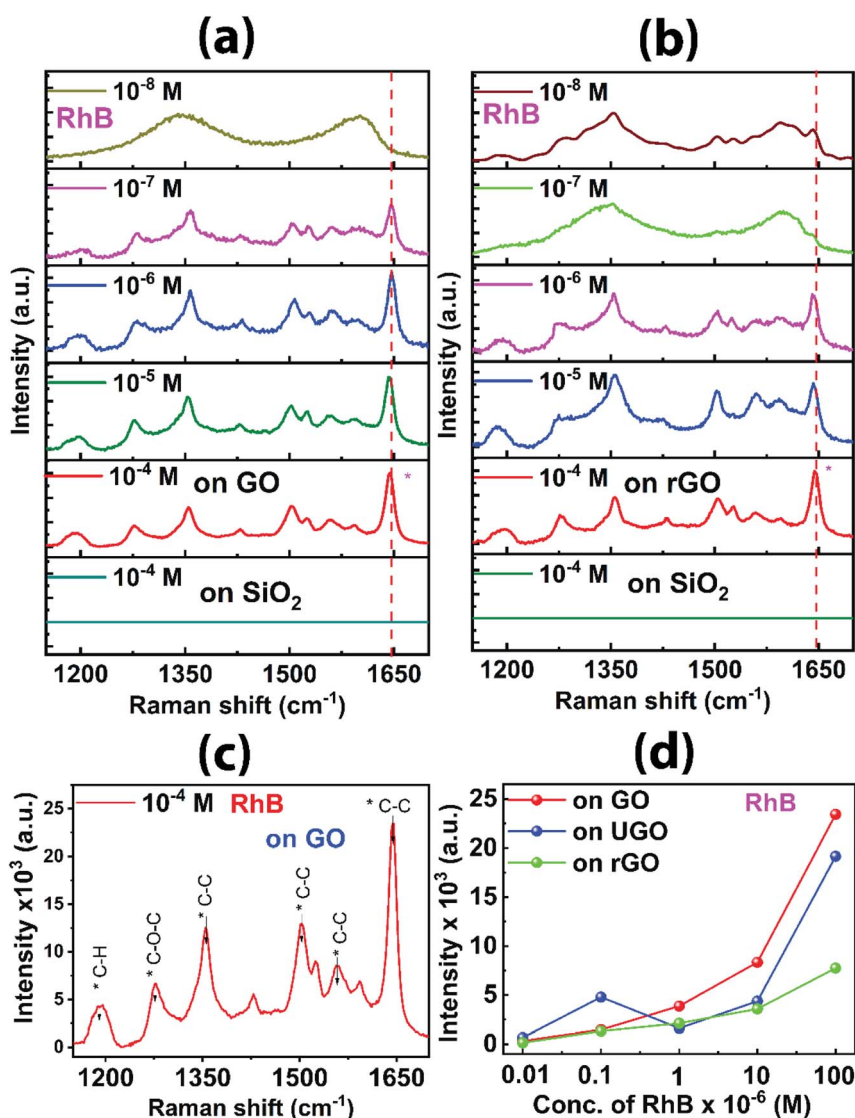 (a)
10⁻⁸ M
RhB
10⁻⁷ M
10⁻⁶ M
10⁻⁵ M
10⁻⁴ M
on GO
*
10⁻⁴ M
on SiO₂
Intensity (a.u.)
1200 1350 1500 1650
Raman shift (cm⁻¹)
(b)
10⁻⁸ M
RhB
10⁻⁷ M
10⁻⁶ M
10⁻⁵ M
10⁻⁴ M
on rGO
*
10⁻⁴ M
on SiO₂
Intensity (a.u.)
1200 1350 1500 1650
Raman shift (cm⁻¹)
(c)
10⁻⁴ M RhB
on GO
* C-H
* C-O-C
* C-C
* C-C
* C-C
* C-C
25
20
15
10
5
0
Intensity x10³ (a.u.)
1200 1350 1500 1650
Raman shift (cm⁻¹)
(d)
on GO
on UGO
on rGO
RhB
25
20
15
10
5
0
Intensity x 10³ (a.u.)
0.01 0.1 1 10 100
Conc. of RhB x 10⁻⁶ (M)